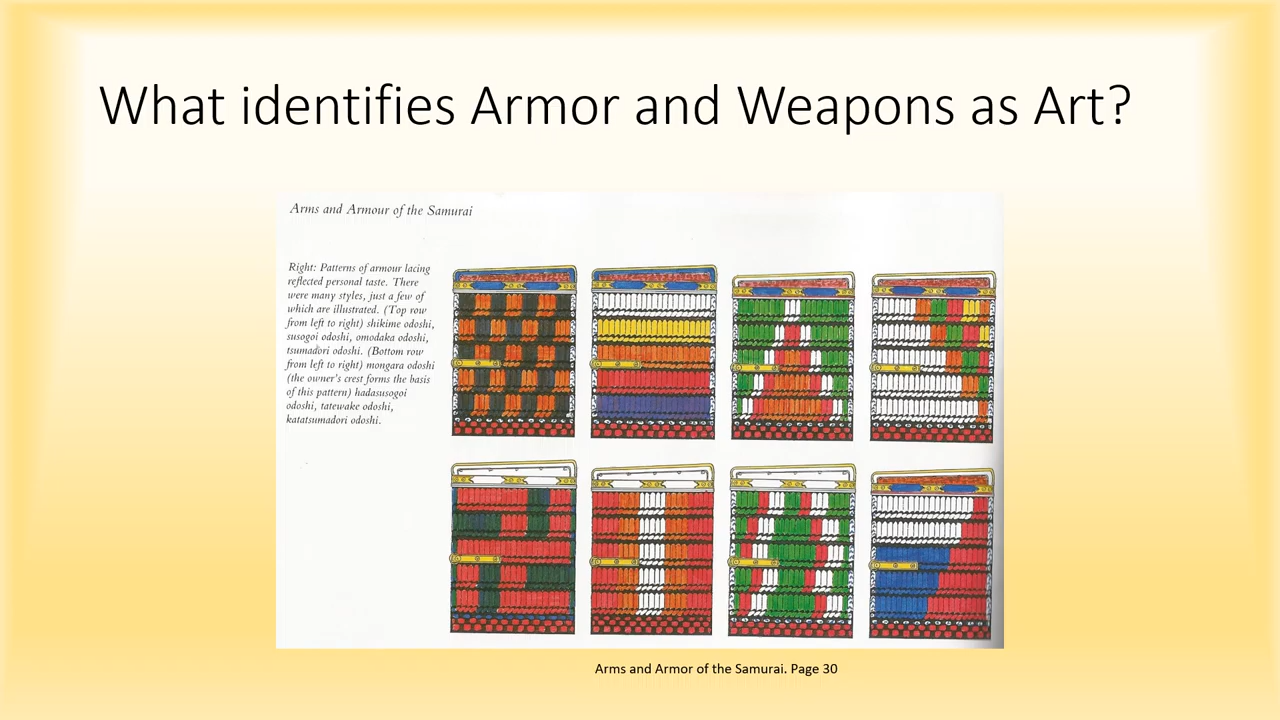 What identifies Armor and Weapons as Art?
Arms and Armour of the Samurai
Right: Patterns of armour lacing
reflected personal taste. There
were many styles, just a few of
which are illustrated. (Top row
from left to right) shikime odoshi,
susogoi odoshi, omodaka odoshi,
tsumadori odoshi. (Bottom row
from left to right) mongara odoshi
(the owner's crest forms the basis
of this pattern) hadasusogoi
odoshi, tatewake odoshi,
katatsumadori odoshi.
Arms and Armor of the Samurai. Page 30